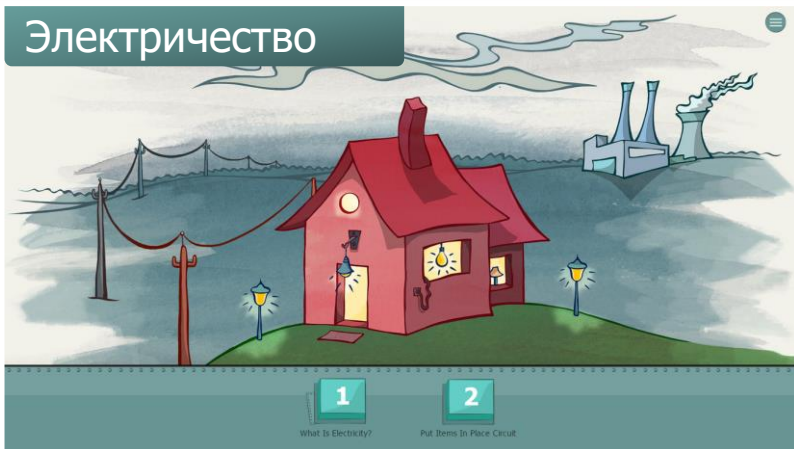 Электричество
1
2
What Is Electricity?
Put Items In Place Circuit